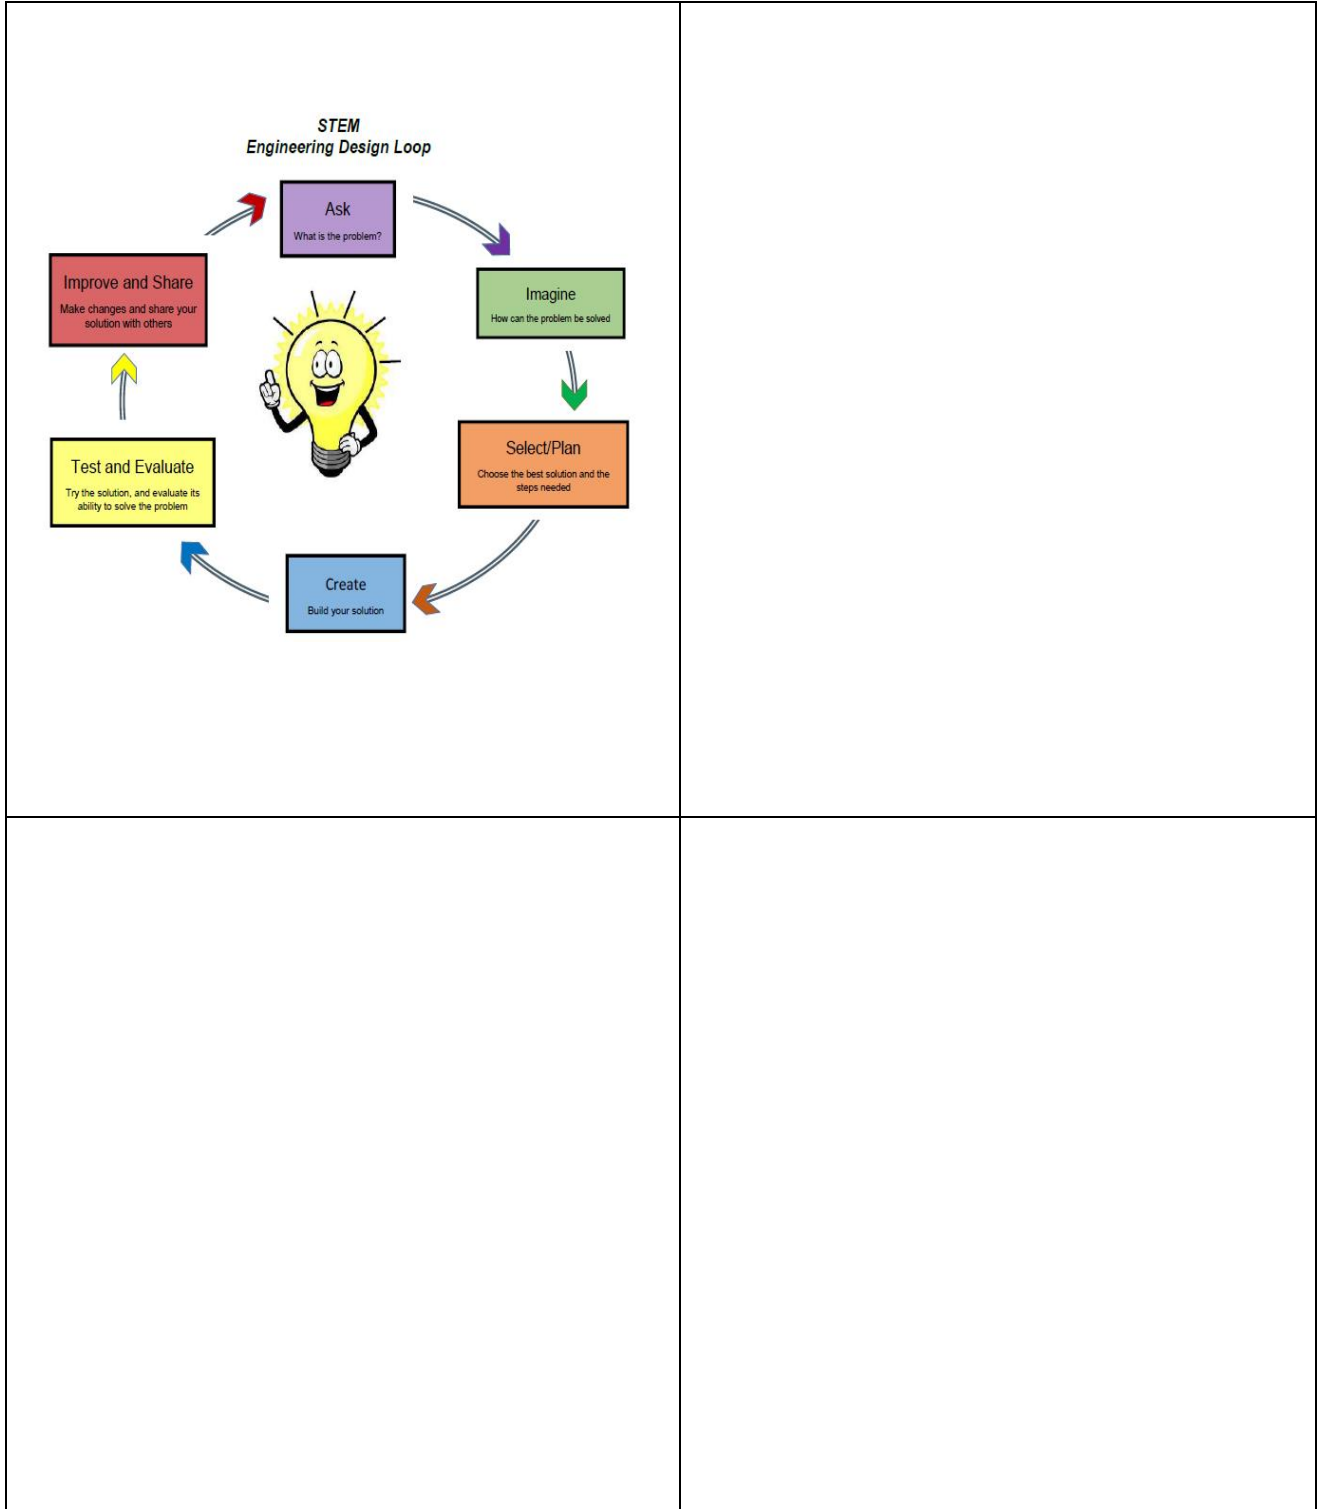 STEM
Engineering Design Loop
Ask
What is the problem?
Imagine
How can the problem be solved
Select/Plan
Choose the best solution and the
steps needed
Create
Build your solution
Test and Evaluate
Try the solution, and evaluate its
ability to solve the problem
Improve and Share
Make changes and share your
solution with others